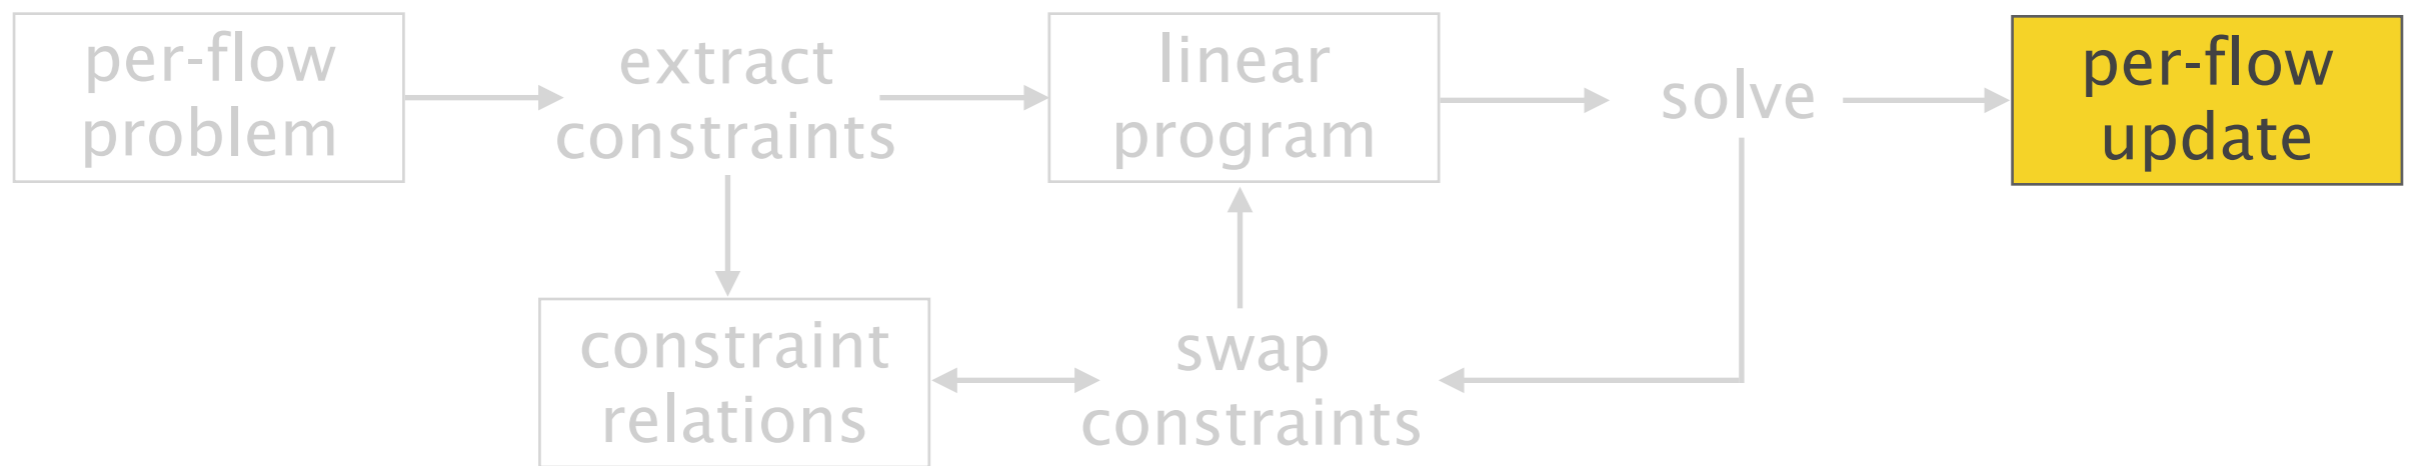 per-flow
problem
extract
constraints
linear
program
solve
per-flow
update
constraint
relations
swap
constraints